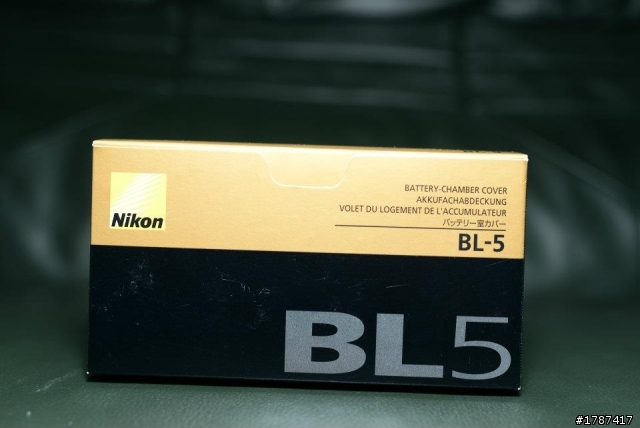 Nikon
BATTERY-CHAMBER COVER
AKKUFACHABDECKUNG
VOLET DU LOGEMENT DE L'ACCUMULATEUR
バッテリー室カバー
BL-5
BL5
#1787417